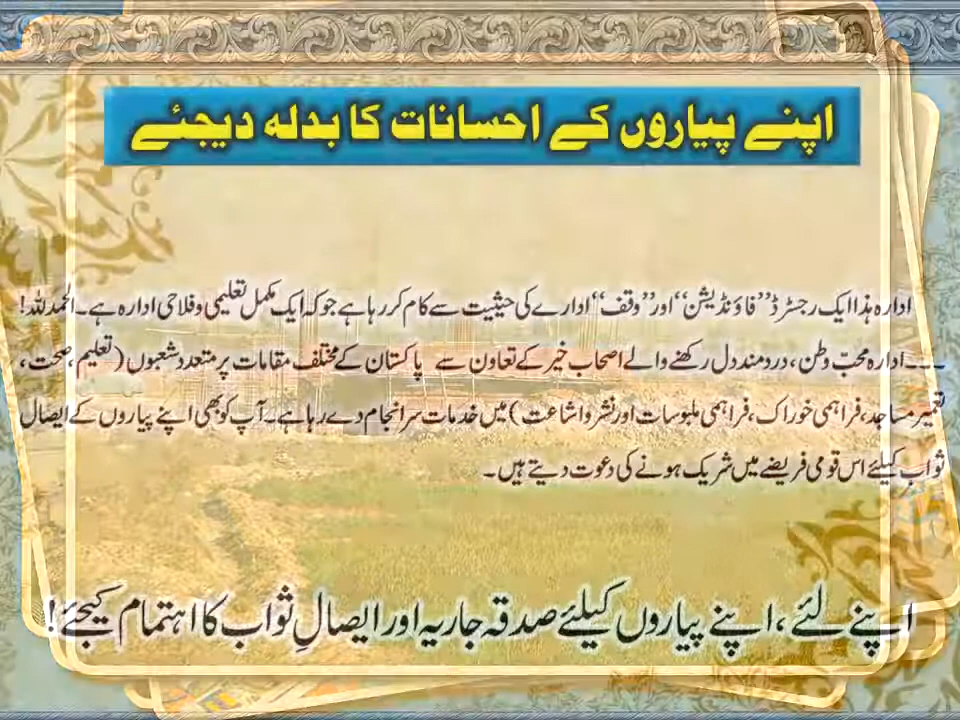 اپنے پیاروں کے احسانات کا بدلہ دیجئے
ادارہ ہذا ایک رجسٹرڈ ”فاؤنڈیشن“ اور ”وقف“ ادارے کی حیثیت سے کام کر رہا ہے جو کہ ایک مکمل تعلیمی و فلاحی ادارہ ہے۔ الحمدللہ!
۔۔۔ادارہ محبّ وطن، دردمند دل رکھنے والے اصحاب خیر کے تعاون سے پاکستان کے مختلف مقامات پر متعدد شعبوں (تعلیم، صحت،
تعمیر مساجد، فراہمی خوراک، فراہمی ملبوسات اور نشر و اشاعت) میں خدمات سرانجام دے رہا ہے۔ آپ کو بھی اپنے پیاروں کے ایصال
ثواب کیلئے اس قومی فریضے میں شریک ہونے کی دعوت دیتے ہیں۔
اپنے لئے، اپنے پیاروں کیلئے صدقہ جاریہ اور ایصالِ ثواب کا اہتمام کیجئے!